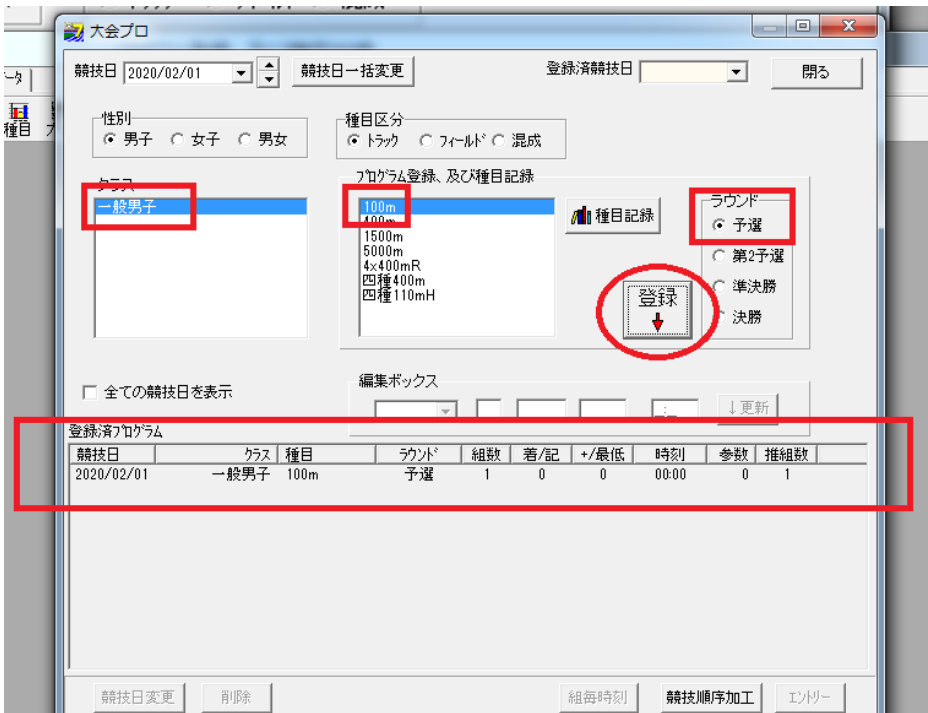 大会プロ
競技日 2020/02/01 競技日一括変更 登録済競技日 閉る
ータ
種目
性別
男子 女子 男女
種目区分
トラック フィールド 混成
クラス
一般男子
プログラム登録、及び種目記録
100m
400m
1500m
5000m
4×400mR
四種400m
四種110mH
種目記録
登録
ラウンド
予選
第2予選
準決勝
決勝
全ての競技日を表示
編集ボックス
↓更新
登録済プログラム
競技日 クラス 種目 ラウンド 組数 着/記 +/最低 時刻 参数 推組数
2020/02/01 一般男子 100m 予選 1 0 0 00:00 0 1
競技日変更 削除 組毎時刻 競技順序加工 エントリー